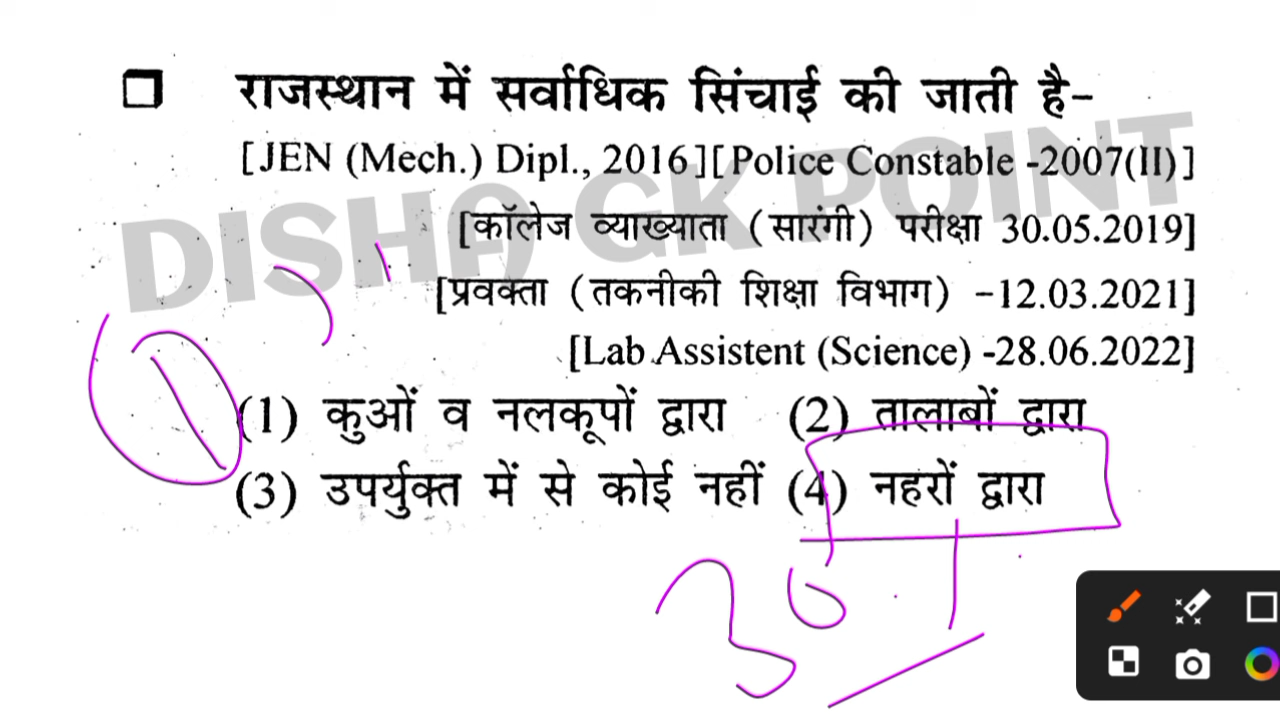 राजस्थान में सर्वाधिक सिंचाई की जाती है-
[JEN (Mech.) Dipl., 2016][Police Constable -2007(II)]
DISHA GK POINT
[कॉलेज व्याख्याता (सारंगी) परीक्षा 30.05.2019]
[प्रवक्ता (तकनीकी शिक्षा विभाग) -12.03.2021]
[Lab Assistent (Science) -28.06.2022]
(1) कुओं व नलकूपों द्वारा (2) तालाबों द्वारा
(3) उपर्युक्त में से कोई नहीं (4) नहरों द्वारा